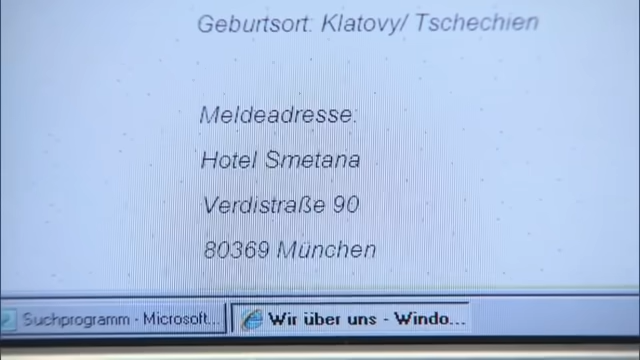 Geburtsort: Klatovy/ Tschechien
Meldeadresse:
Hotel Smetana
Verdistraße 90
80369 München
Suchprogramm - Microsoft...
Wir über uns - Windo...